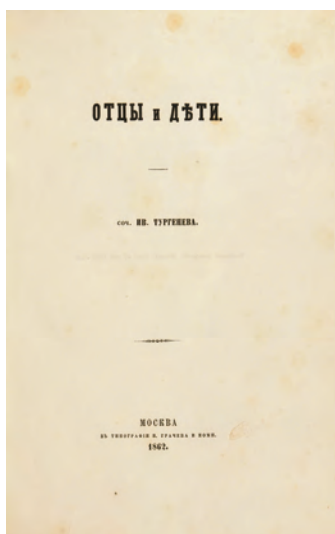 ОТЦЫ и ДѢТИ.
соч. ИВ. ТУРГЕНЕВА.
МОСКВА
ВЪ ТИПОГРАФІИ В. ГРАЧЕВА И КОМП.
1862.